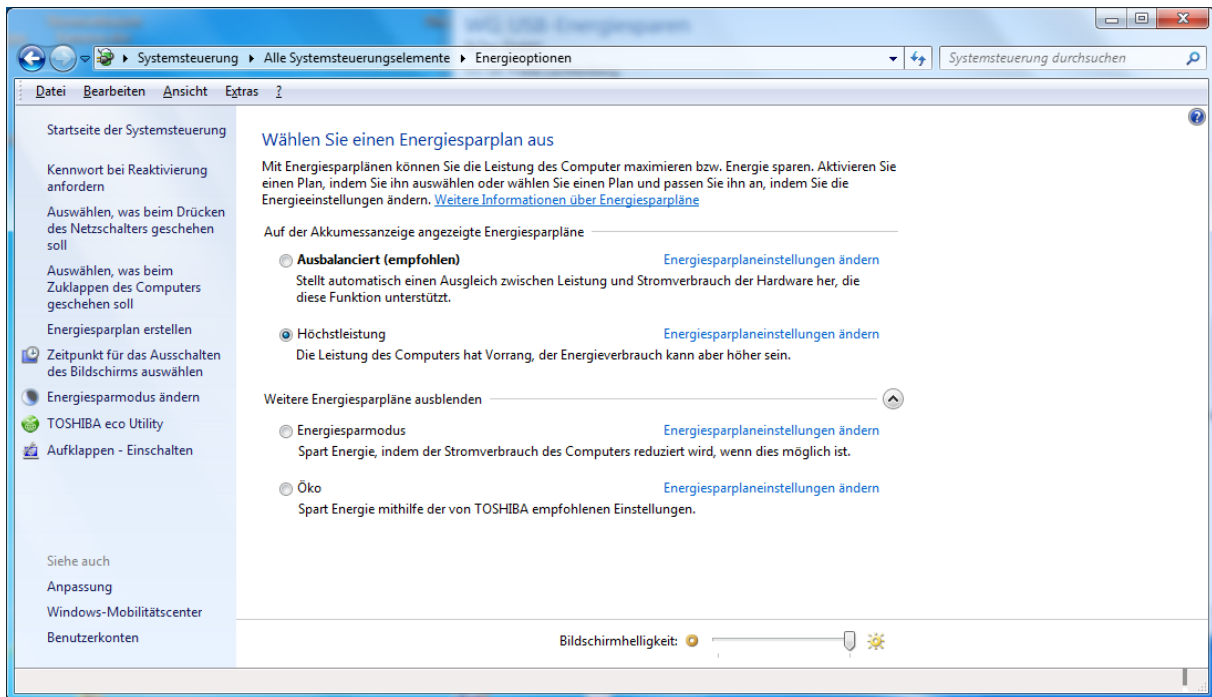 WG USB-Energiesparen
Systemsteuerung Alle Systemsteuerungselemente Energieoptionen
Systemsteuerung durchsuchen
Datei Bearbeiten Ansicht Extras ?
Startseite der Systemsteuerung
Kennwort bei Reaktivierung
anfordern
Auswählen, was beim Drücken
des Netzschalters geschehen
soll
Auswählen, was beim
Zuklappen des Computers
geschehen soll
Energiesparplan erstellen
Zeitpunkt für das Ausschalten
des Bildschirms auswählen
Energiesparmodus ändern
TOSHIBA eco Utility
Aufklappen - Einschalten
Siehe auch
Anpassung
Windows-Mobilitätscenter
Benutzerkonten
Wählen Sie einen Energiesparplan aus
Mit Energiesparplänen können Sie die Leistung des Computer maximieren bzw. Energie sparen. Aktivieren Sie
einen Plan, indem Sie ihn auswählen oder wählen Sie einen Plan und passen Sie ihn an, indem Sie die
Energieeinstellungen ändern. Weitere Informationen über Energiesparpläne
Auf der Akkumessanzeige angezeigte Energiesparpläne
Ausbalanciert (empfohlen) Energiesparplaneinstellungen ändern
Stellt automatisch einen Ausgleich zwischen Leistung und Stromverbrauch der Hardware her, die
diese Funktion unterstützt.
Höchstleistung Energiesparplaneinstellungen ändern
Die Leistung des Computers hat Vorrang, der Energieverbrauch kann aber höher sein.
Weitere Energiesparpläne ausblenden
Energiesparmodus Energiesparplaneinstellungen ändern
Spart Energie, indem der Stromverbrauch des Computers reduziert wird, wenn dies möglich ist.
Öko Energiesparplaneinstellungen ändern
Spart Energie mithilfe der von TOSHIBA empfohlenen Einstellungen.
Bildschirmhelligkeit: